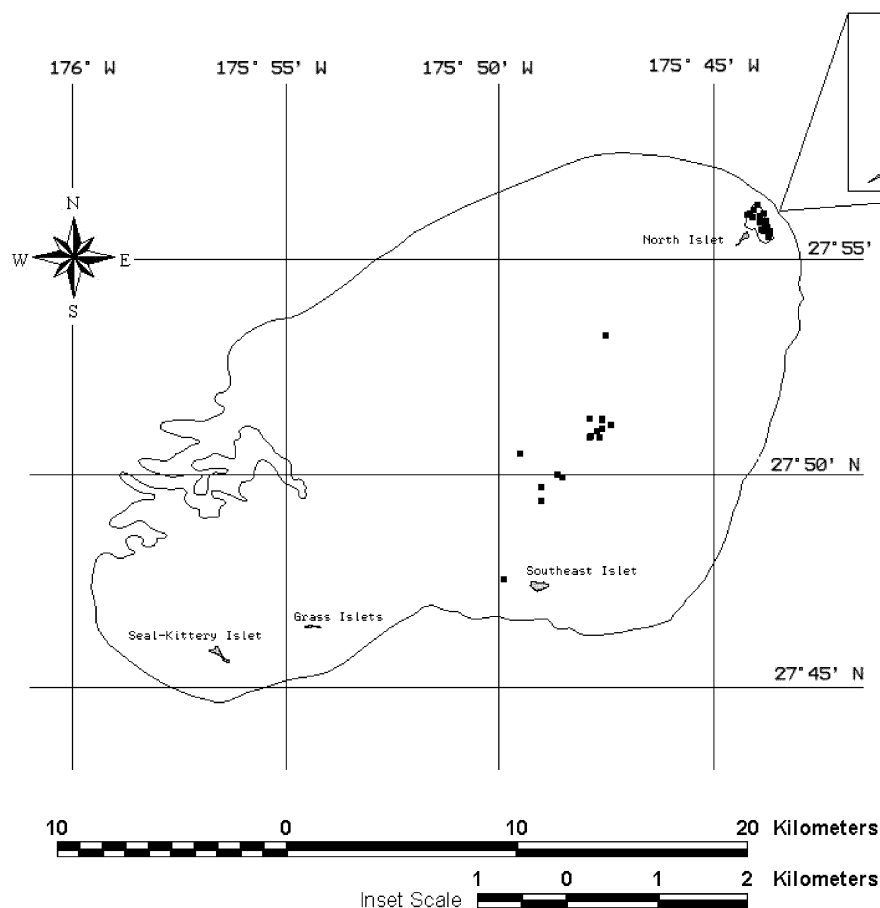 176° W 175° 55' W 175° 50' W 175° 45' W
N
W E
S
North Islet
27° 55'
27° 50' N
Southeast Islet
Grass Islets
Seal-Kittery Islet
27° 45' N
10 0 10 20 Kilometers
Inset Scale 1 0 1 2 Kilometers